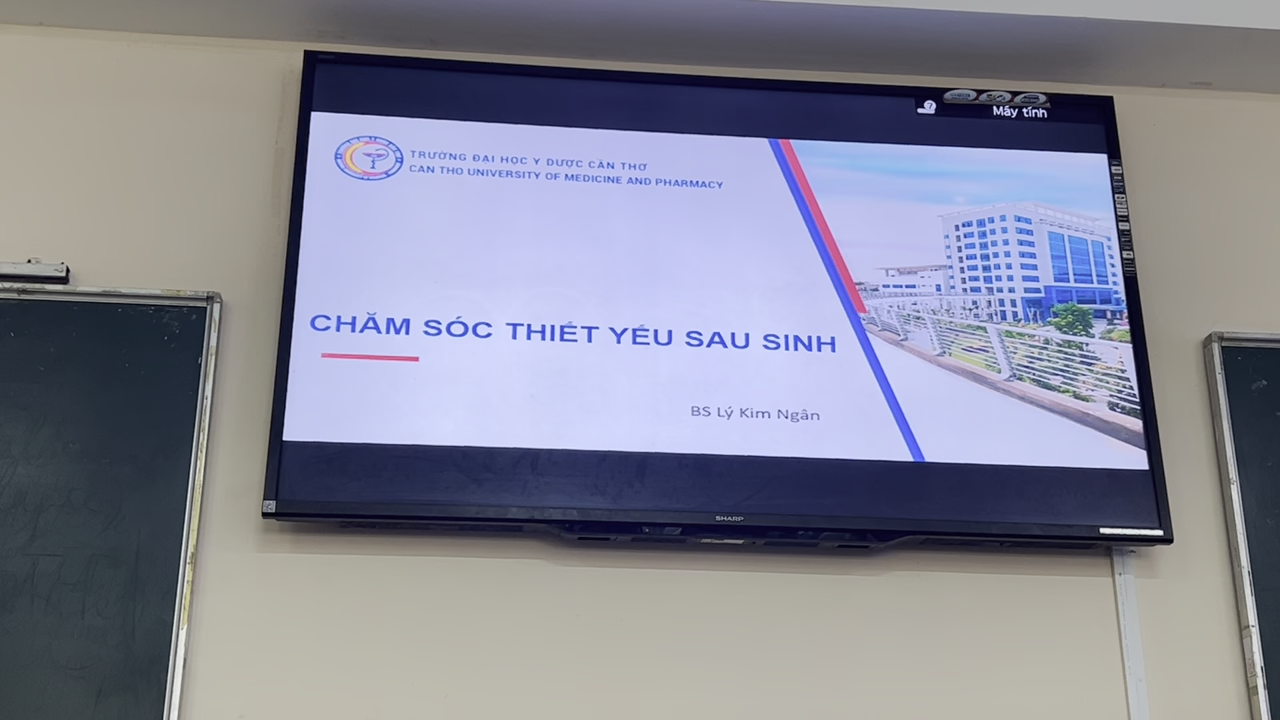 Máy tính
TRƯỜNG ĐẠI HỌC Y DƯỢC CẦN THƠ
CAN THO UNIVERSITY OF MEDICINE AND PHARMACY
CHĂM SÓC THIẾT YẾU SAU SINH
BS Lý Kim Ngân
SHARP